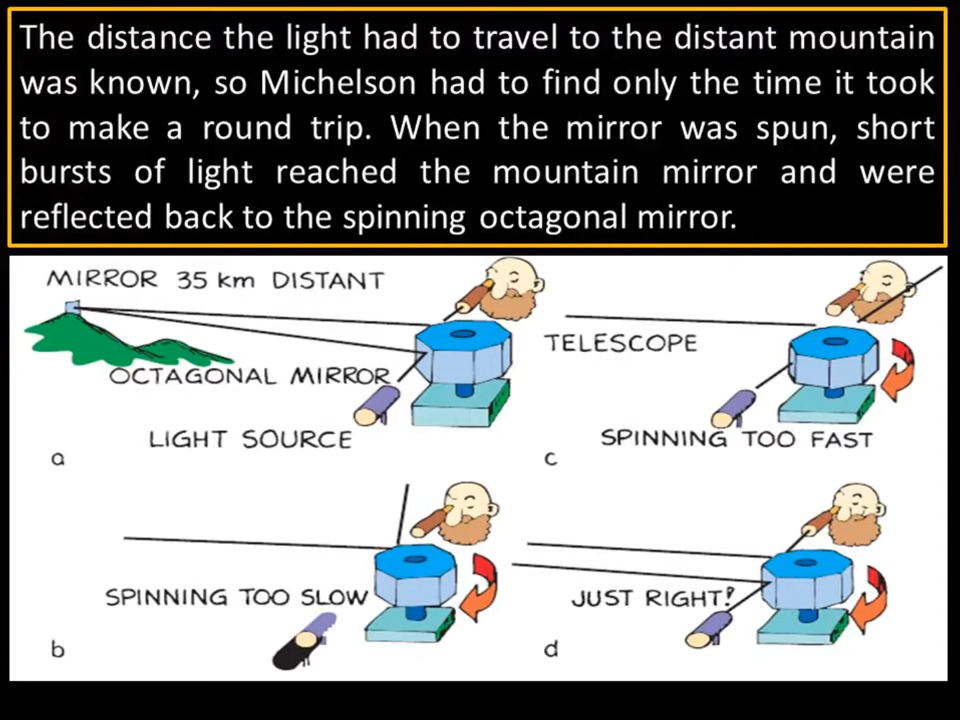 The distance the light had to travel to the distant mountain
was known, so Michelson had to find only the time it took
to make a round trip. When the mirror was spun, short
bursts of light reached the mountain mirror and were
reflected back to the spinning octagonal mirror.
MIRROR 35 km DISTANT
OCTAGONAL MIRROR
LIGHT SOURCE
a
TELESCOPE
SPINNING TOO FAST
c
SPINNING TOO SLOW
b
JUST RIGHT!
d